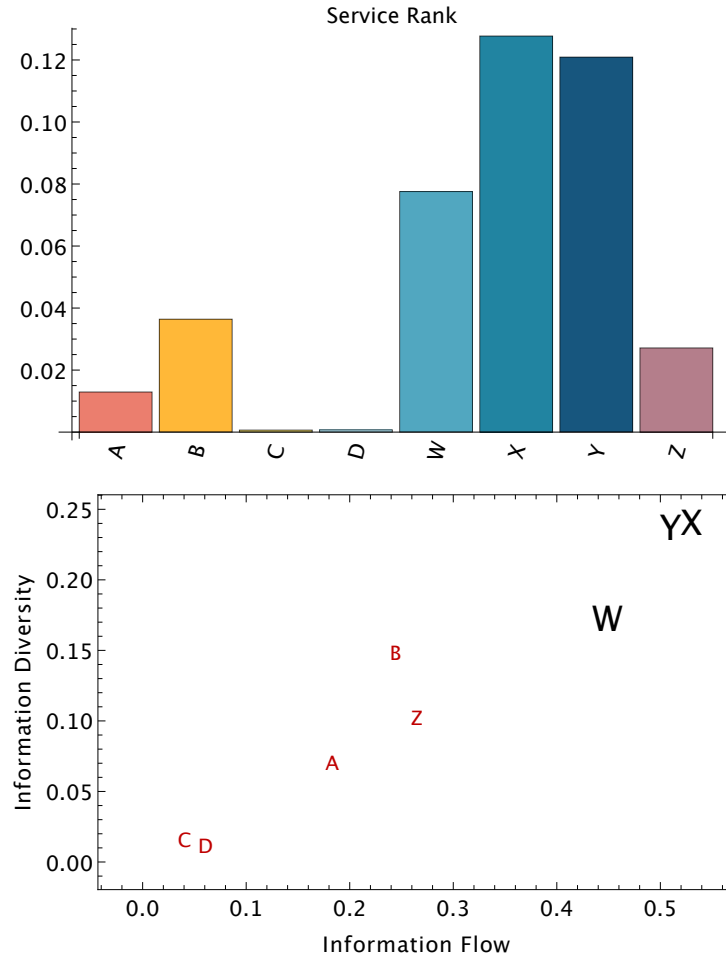 Service Rank
0.12
0.10
0.08
0.06
0.04
0.02
A B C D W X Y Z
Information Diversity
0.25
0.20
0.15
0.10
0.05
0.00
Y X
W
B
Z
A
C D
0.0 0.1 0.2 0.3 0.4 0.5
Information Flow